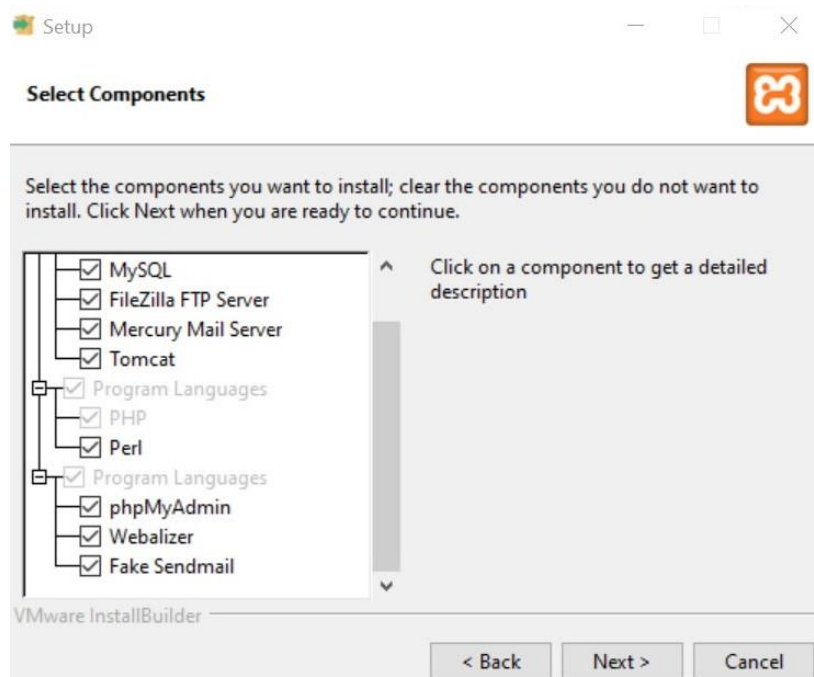 Setup
Select Components
Select the components you want to install; clear the components you do not want to
install. Click Next when you are ready to continue.
MySQL
FileZilla FTP Server
Mercury Mail Server
Tomcat
Program Languages
PHP
Perl
Program Languages
phpMyAdmin
Webalizer
Fake Sendmail
Click on a component to get a detailed
description
VMware InstallBuilder
< Back
Next >
Cancel